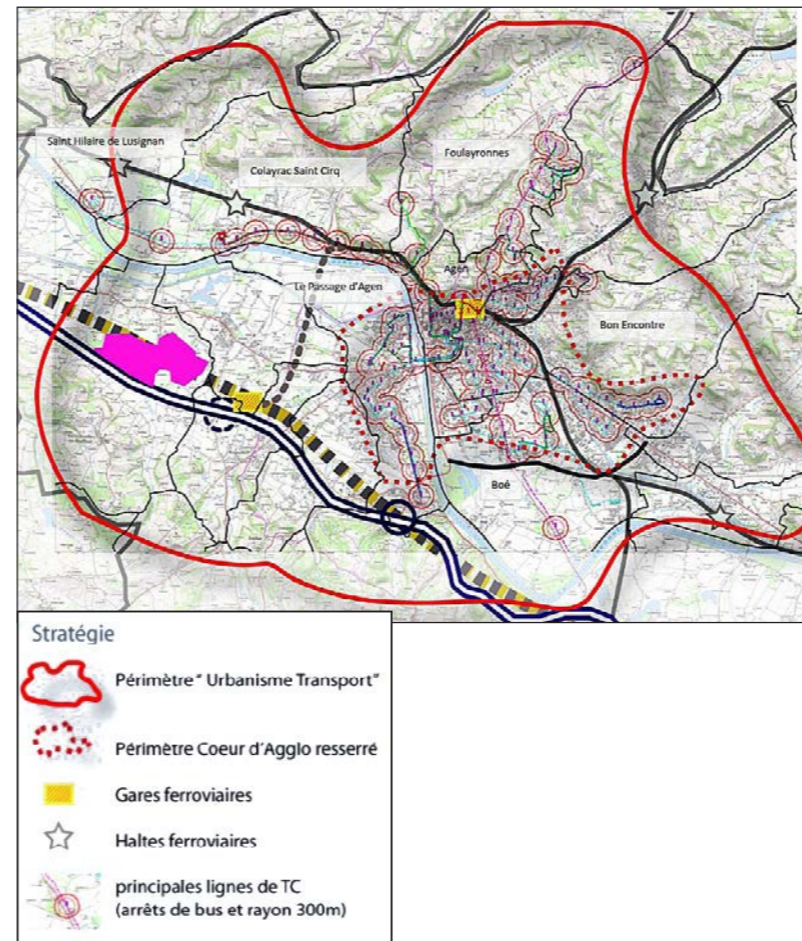 Saint Hilaire de Lusignan
Colayrac Saint Cirq
Foulayronnes
Agen
Le Passage d'Agen
Bon Encontre
Boé
Stratégie
Périmètre " Urbanisme Transport"
Périmètre Coeur d'Agglo resserré
Gares ferroviaires
Haltes ferroviaires
principales lignes de TC
(arrêts de bus et rayon 300m)